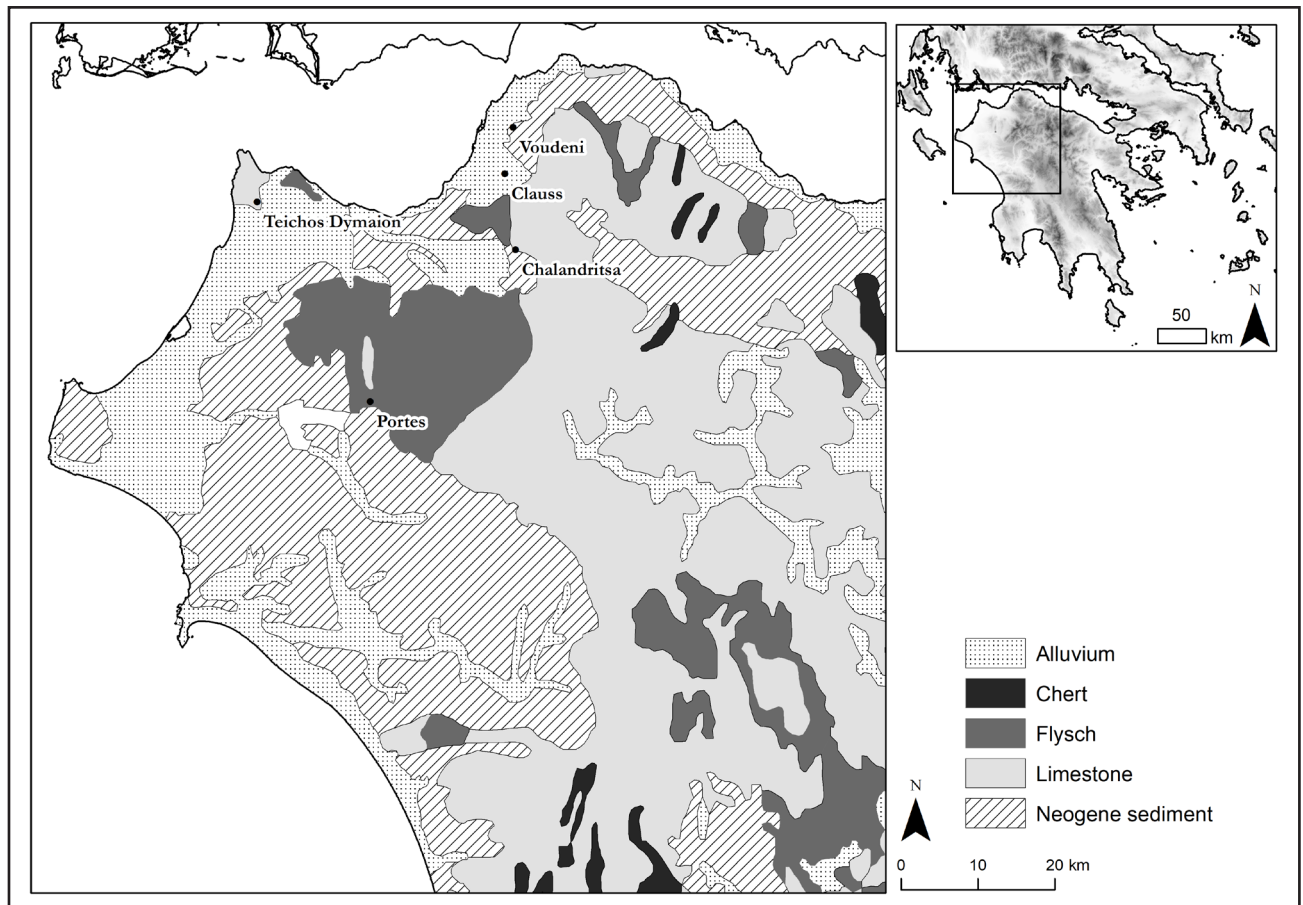 Voudeni
Clauss
Teichos Dymaion
Chalandritsa
Portes
N
50
km
Alluvium
Chert
Flysch
Limestone
Neogene sediment
N
0 10 20 km